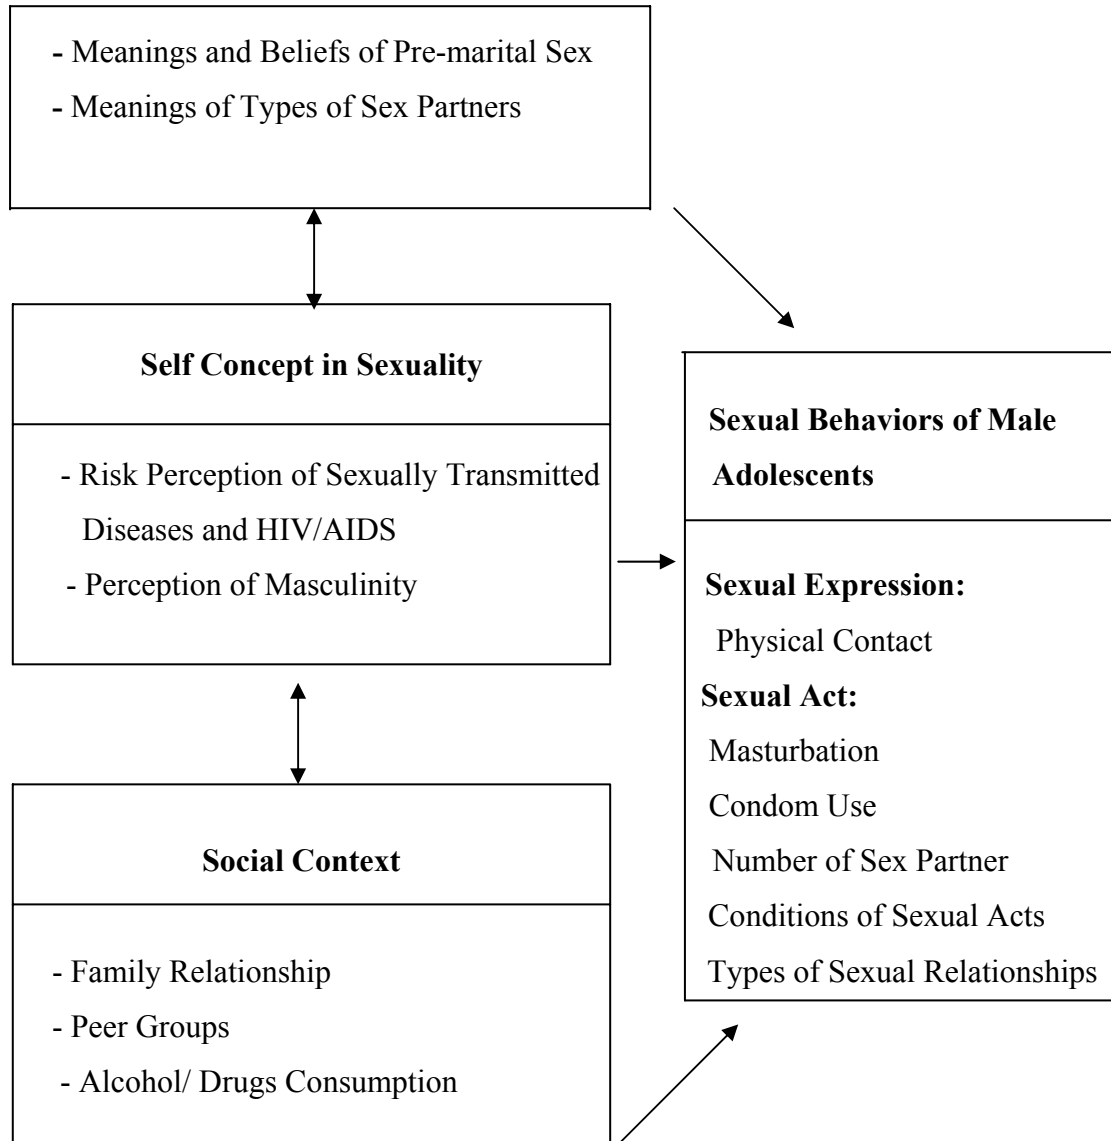 - Meanings and Beliefs of Pre-marital Sex
- Meanings of Types of Sex Partners
Self Concept in Sexuality
- Risk Perception of Sexually Transmitted
Diseases and HIV/AIDS
- Perception of Masculinity
Social Context
- Family Relationship
- Peer Groups
- Alcohol/ Drugs Consumption
Sexual Behaviors of Male
Adolescents
Sexual Expression:
Physical Contact
Sexual Act:
Masturbation
Condom Use
Number of Sex Partner
Conditions of Sexual Acts
Types of Sexual Relationships